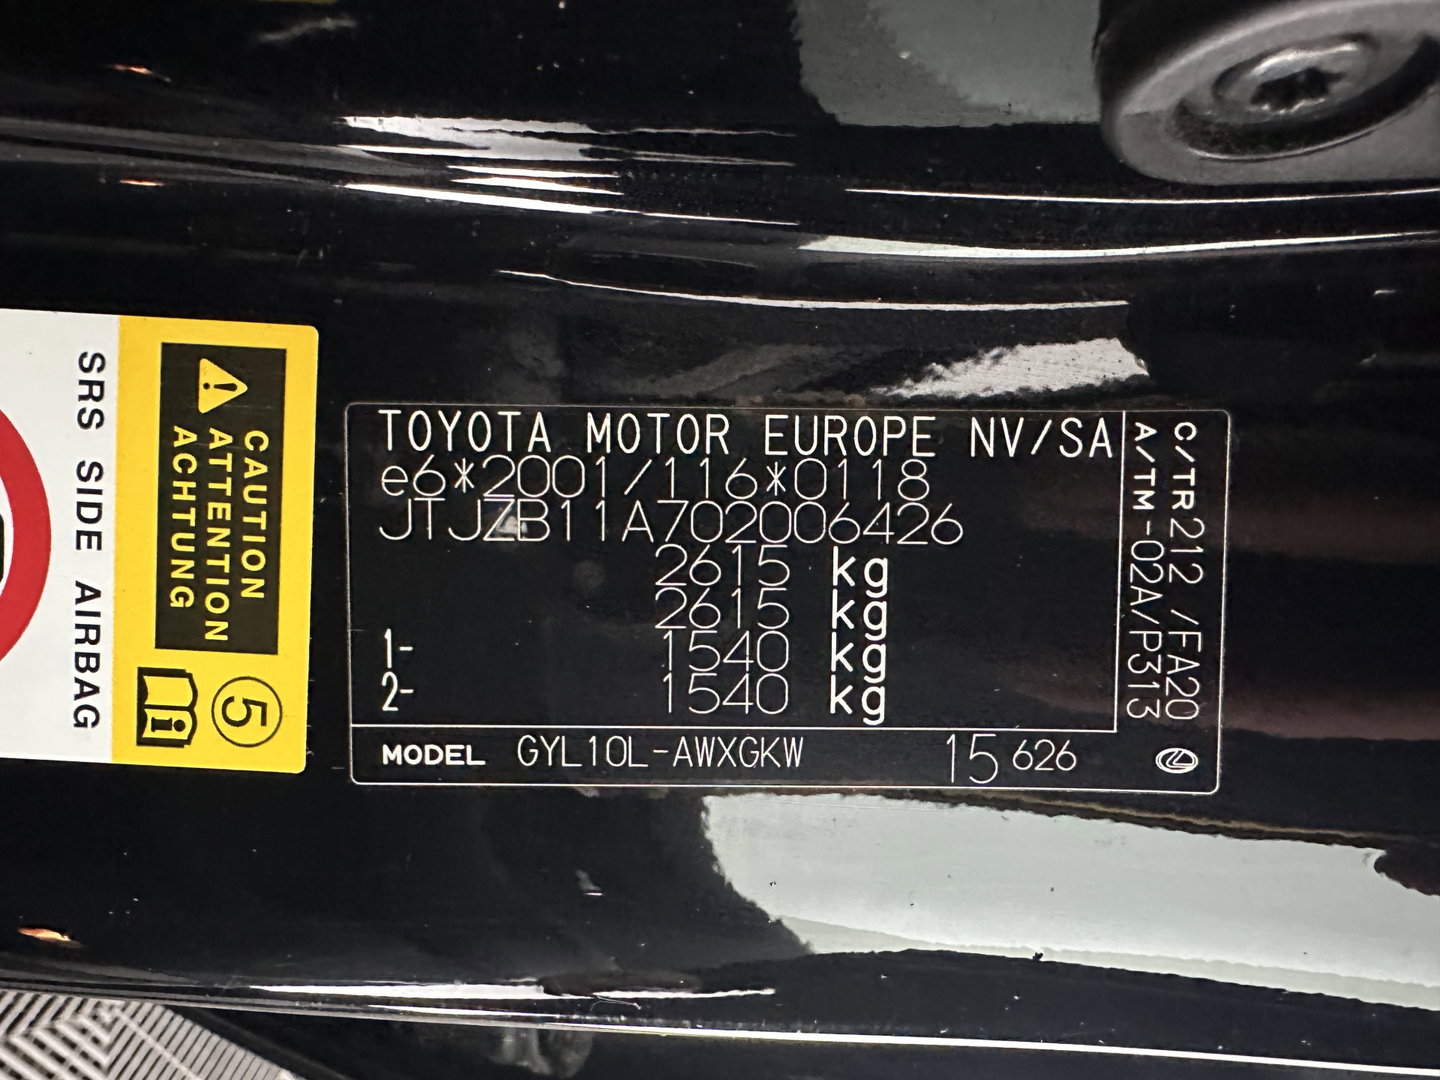 TOYOTA MOTOR EUROPE NV/SA
e6*2001/116*0118
JTJZB11A702006426
2615 kg
2615 kg
1- 1540 kg
2- 1540 kg
MODEL GYL10L-AWXGKW 15 626
C/TR 212 /FA20
A/TM-02A/P313
CAUTION
ATTENTION
ACHTUNG
5
i
SRS SIDE AIRBAG